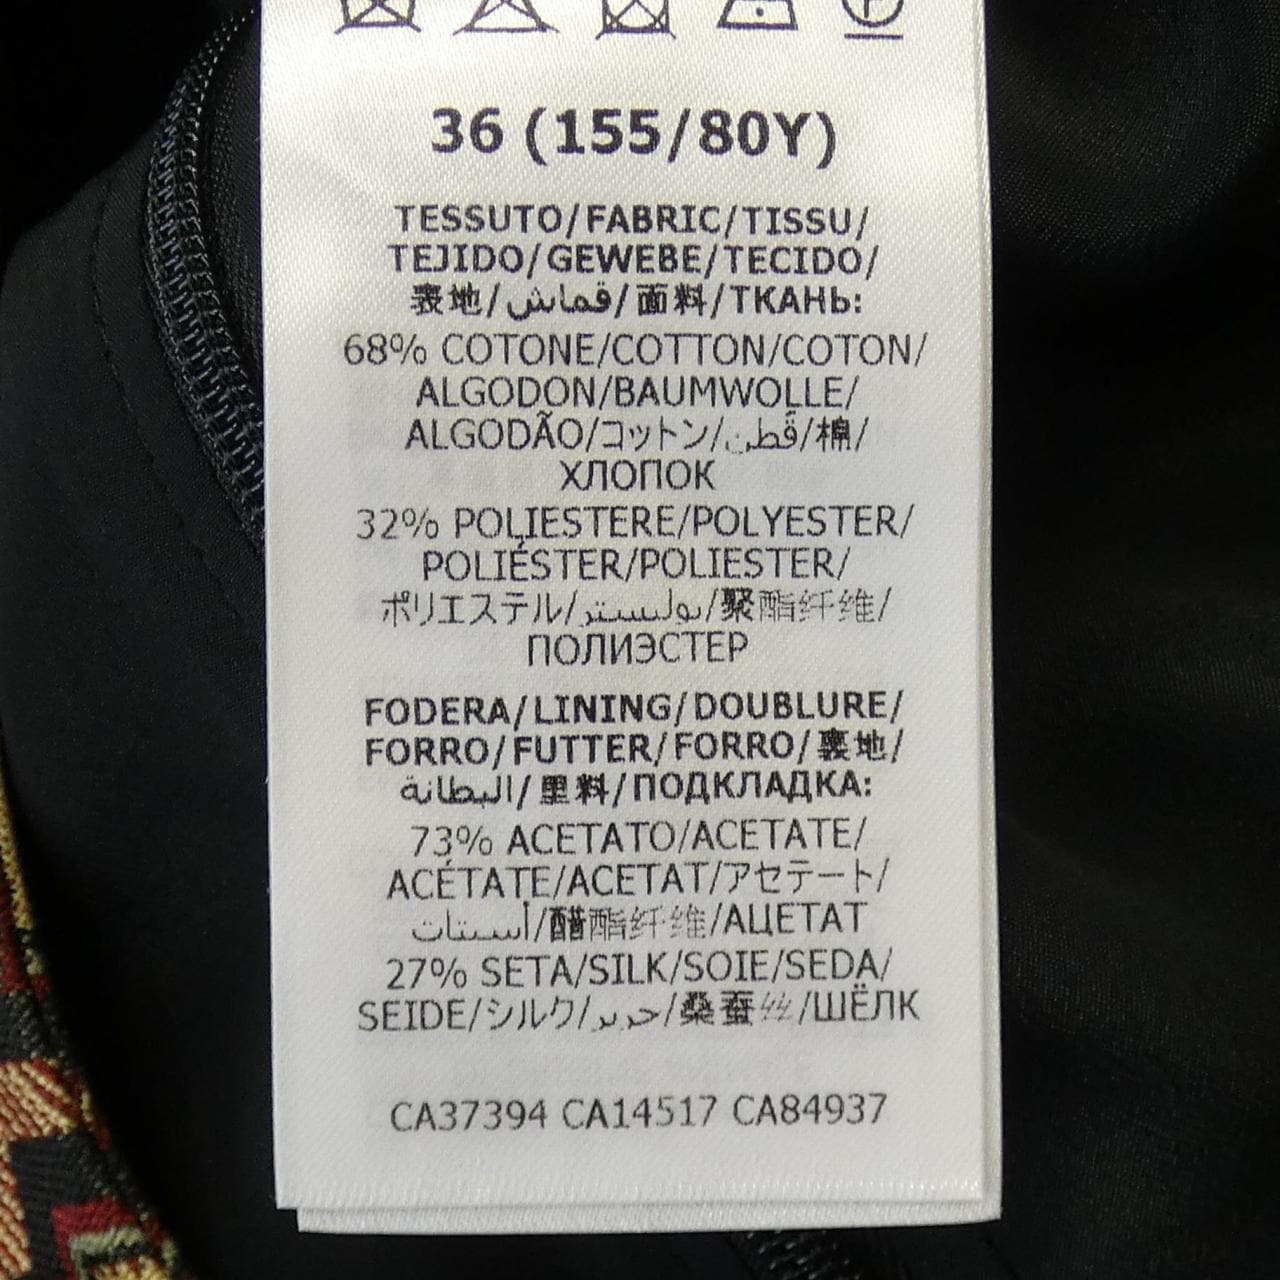 36 (155/80Y)
TESSUTO/FABRIC/TISSU/
TEJIDO/GEWEBE/TECIDO/
表地/قماش/面料/ТКАНЬ:
68% COTONE/COTTON/COTON/
ALGODON/BAUMWOLLE/
ALGODÃO/コットン/قطن/棉/
ХЛОПОК
32% POLIESTERE/POLYESTER/
POLIÉSTER/POLIESTER/
ポリエステル/بوليستر/聚酯纤维/
ПОЛИЭСТЕР
FODERA/LINING/DOUBLURE/
FORRO/FUTTER/FORRO/裏地/
البطانة/里料/ПОДКЛАДКА:
73% ACETATO/ACETATE/
ACÉTATE/ACETAT/アセテート/
أستات/醋酯纤维/АЦЕТАТ
27% SETA/SILK/SOIE/SEDA/
SEIDE/シルク/حرير/桑蚕丝/ШЁЛК
CA37394 CA14517 CA84937